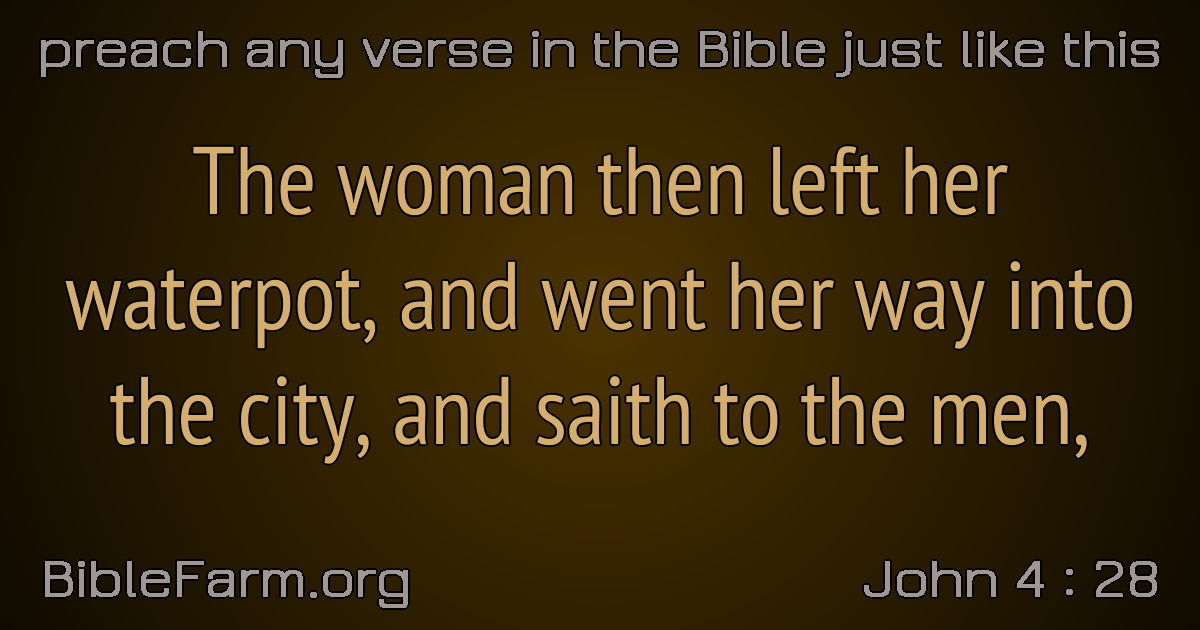 preach any verse in the Bible just like this
The woman then left her
waterpot, and went her way into
the city, and saith to the men,
BibleFarm.org
John 4 : 28